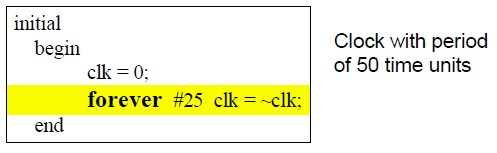 initial
begin
clk = 0;
forever #25 clk = ~clk;
end
Clock with period
of 50 time units